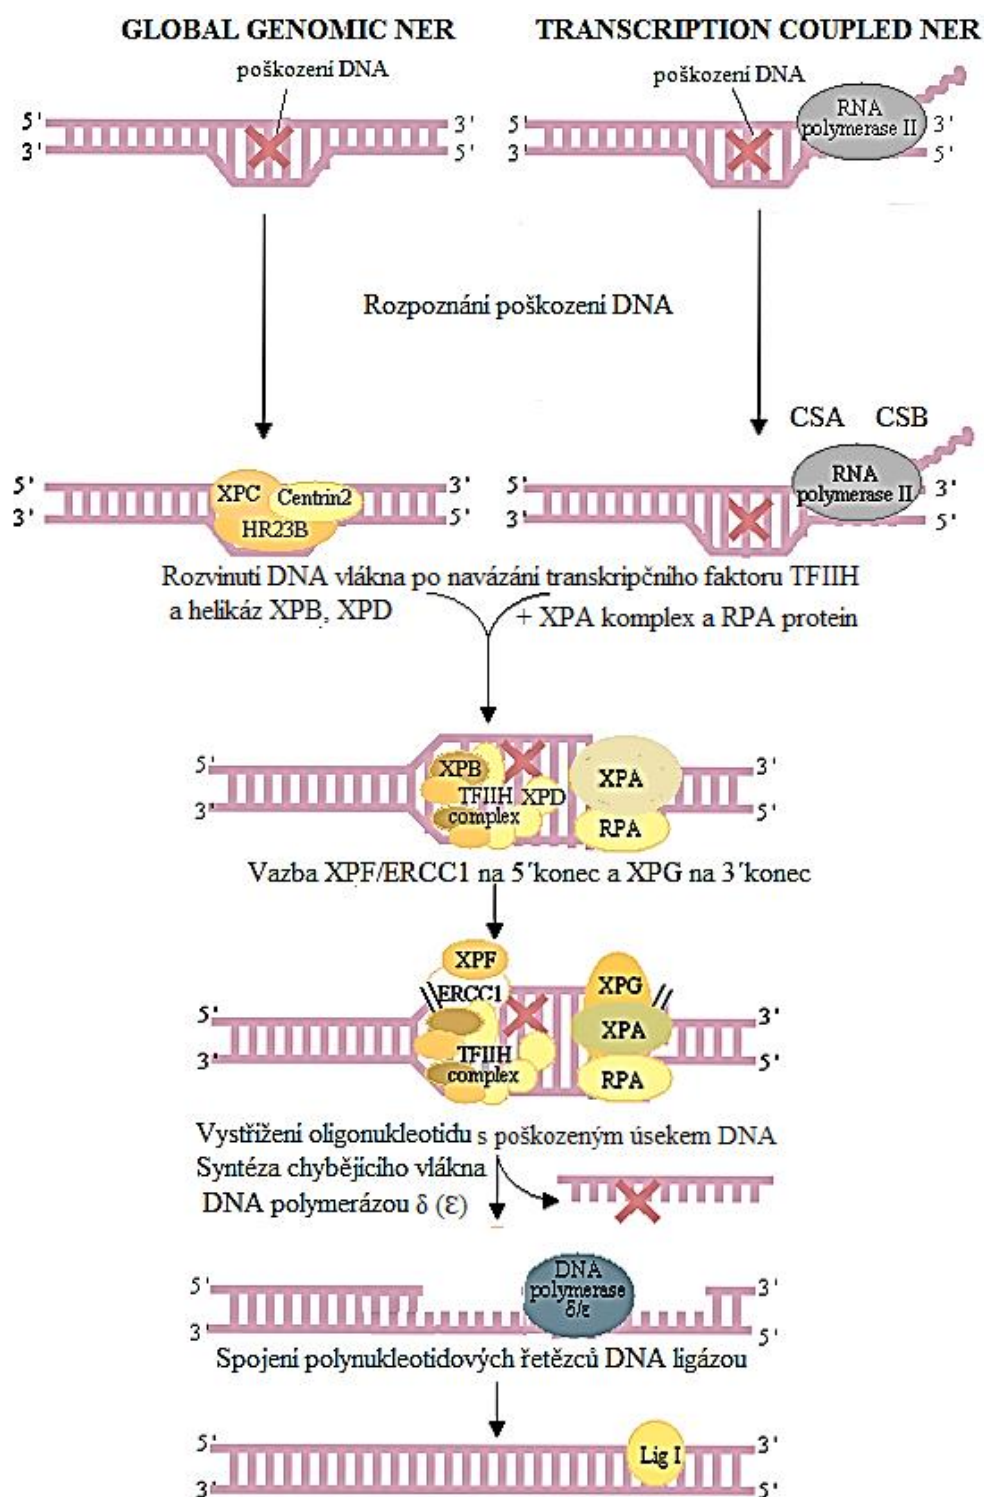 GLOBAL GENOMIC NER
TRANSCRIPTION COUPLED NER
poškození DNA
poškození DNA
5'
3'
3'
5'
5'
3'
RNA
polymerase II
3'
5'
Rozpoznání poškození DNA
CSA CSB
5'
3'
XPC
Centrin2
HR23B
3'
5'
5'
3'
RNA
polymerase II
3'
5'
Rozvinutí DNA vlákna po navázání transkripčního faktoru TFIIH
a helikáz XPB, XPD
+ XPA komplex a RPA protein
5'
3'
XPB
TFIIH
complex
XPD
XPA
RPA
3'
5'
Vazba XPF/ERCC1 na 5´konec a XPG na 3´konec
XPF
ERCC1
XPG
5'
3'
TFIIH
complex
XPA
RPA
3'
5'
Vystřižení oligonukleotidu s poškozeným úsekem DNA
Syntéza chybějícího vlákna
DNA polymerázou δ (Ɛ)
5'
3'
DNA
polymerase
δ/ε
3'
5'
Spojení polynukleotidových řetězců DNA ligázou
5'
3'
Lig I
3'
5'